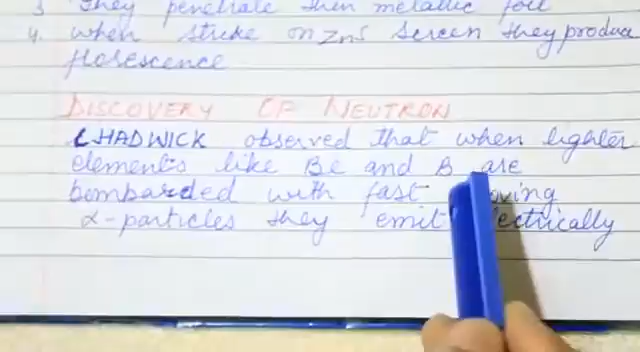 3 They penetrate thin metallic foil
4. when strike on ZnS screen they produce
florescence
DISCOVERY OF NEUTRON
CHADWICK observed that when lighter
elements like Be and B are
bombarded with fast
α-particles they emit